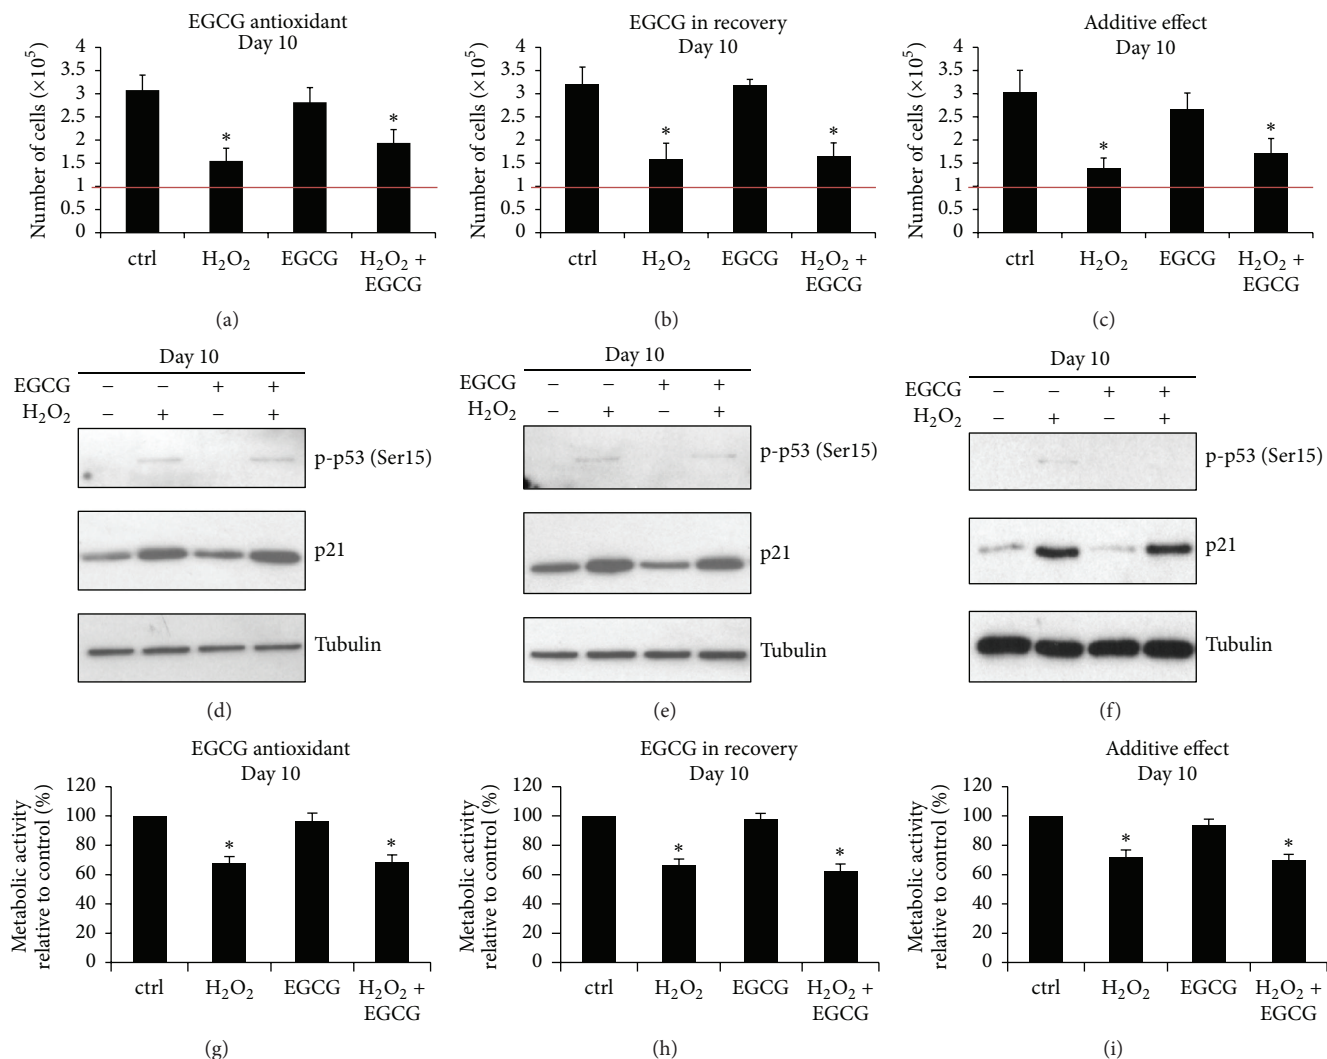 EGCG antioxidant
Day 10
Number of cells (×10⁵)
4
3.5
3
2.5
2
1.5
1
0.5
0
*
*
ctrl
H₂O₂
EGCG
H₂O₂ +
EGCG
(a)
EGCG in recovery
Day 10
Number of cells (×10⁵)
4
3.5
3
2.5
2
1.5
1
0.5
0
*
*
ctrl
H₂O₂
EGCG
H₂O₂ +
EGCG
(b)
Additive effect
Day 10
Number of cells (×10⁵)
4
3.5
3
2.5
2
1.5
1
0.5
0
*
*
ctrl
H₂O₂
EGCG
H₂O₂ +
EGCG
(c)
Day 10
EGCG − − + +
H₂O₂ − + − +
p-p53 (Ser15)
p21
Tubulin
(d)
Day 10
EGCG − − + +
H₂O₂ − + − +
p-p53 (Ser15)
p21
Tubulin
(e)
Day 10
EGCG − − + +
H₂O₂ − + − +
p-p53 (Ser15)
p21
Tubulin
(f)
EGCG antioxidant
Day 10
Metabolic activity
relative to control (%)
120
100
80
60
40
20
0
*
*
ctrl
H₂O₂
EGCG
H₂O₂ +
EGCG
(g)
EGCG in recovery
Day 10
Metabolic activity
relative to control (%)
120
100
80
60
40
20
0
*
*
ctrl
H₂O₂
EGCG
H₂O₂ +
EGCG
(h)
Additive effect
Day 10
Metabolic activity
relative to control (%)
120
100
80
60
40
20
0
*
*
ctrl
H₂O₂
EGCG
H₂O₂ +
EGCG
(i)